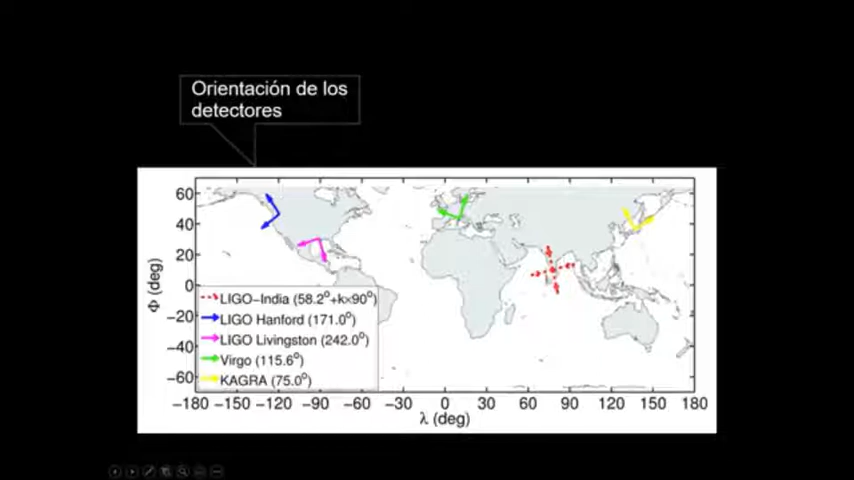 Orientación de los
detectores
60
40
20
0
−20
−40
−60
Φ (deg)
LIGO−India (58.2°+k×90°)
LIGO Hanford (171.0°)
LIGO Livingston (242.0°)
Virgo (115.6°)
KAGRA (75.0°)
−180 −150 −120 −90 −60 −30 0 30 60 90 120 150 180
λ (deg)